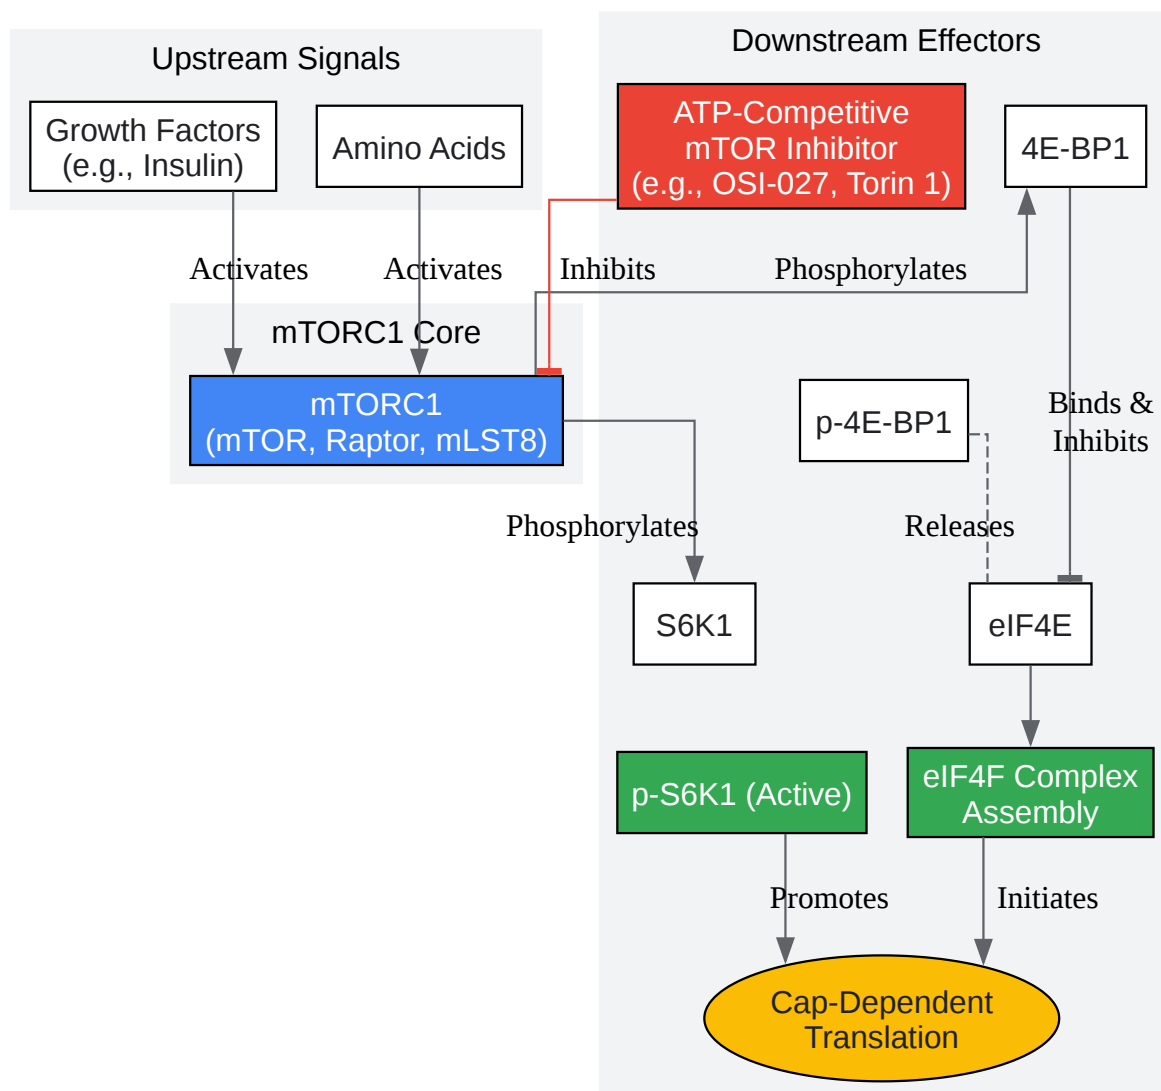 Upstream Signals
Downstream Effectors
Growth Factors
(e.g., Insulin)
Amino Acids
ATP-Competitive
mTOR Inhibitor
(e.g., OSI-027, Torin 1)
4E-BP1
Activates
Activates
Inhibits
Phosphorylates
mTORC1 Core
mTORC1
(mTOR, Raptor, mLST8)
p-4E-BP1
Binds &
Inhibits
Phosphorylates
Releases
S6K1
eIF4E
p-S6K1 (Active)
eIF4F Complex
Assembly
Promotes
Initiates
Cap-Dependent
Translation